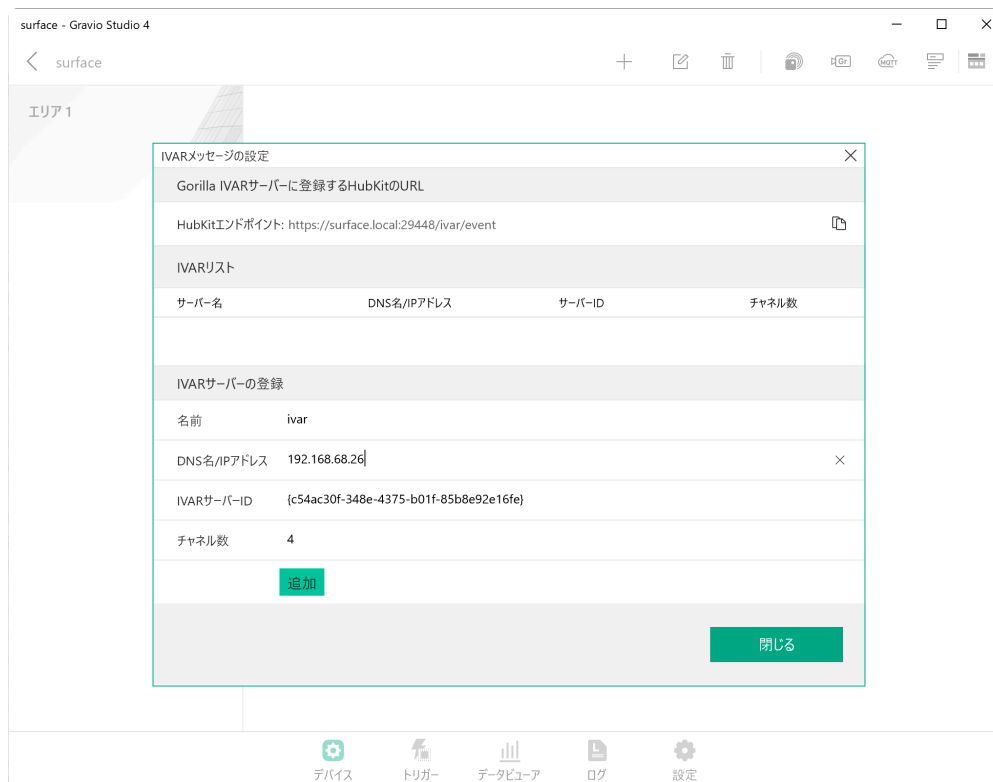 surface - Gravio Studio 4
surface
Gr
MQTT
エリア 1
IVARメッセージの設定
Gorilla IVARサーバーに登録するHubKitのURL
HubKitエンドポイント: https://surface.local:29448/ivar/event
IVARリスト
サーバー名 DNS名/IPアドレス サーバーID チャネル数
IVARサーバーの登録
名前 ivar
DNS名/IPアドレス 192.168.68.26
IVARサーバーID {c54ac30f-348e-4375-b01f-85b8e92e16fe}
チャネル数 4
追加
閉じる
デバイス トリガー データビューア ログ 設定